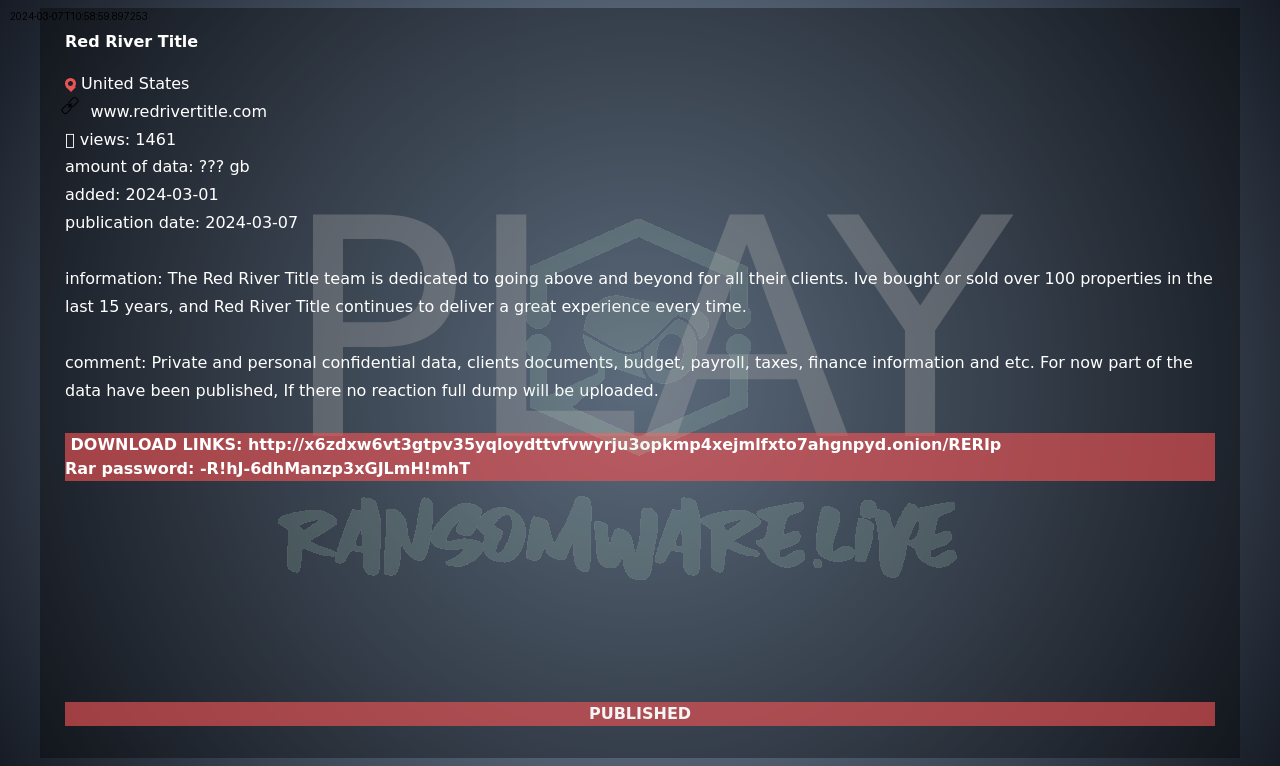 2024-03-07T10:58:59.897253
Red River Title
United States
www.redrivertitle.com
views: 1461
amount of data: ??? gb
added: 2024-03-01
publication date: 2024-03-07
information: The Red River Title team is dedicated to going above and beyond for all their clients. Ive bought or sold over 100 properties in the
last 15 years, and Red River Title continues to deliver a great experience every time.
comment: Private and personal confidential data, clients documents, budget, payroll, taxes, finance information and etc. For now part of the
data have been published, If there no reaction full dump will be uploaded.
PLAY
DOWNLOAD LINKS: http://x6zdxw6vt3gtpv35yqloydttvfvwyrju3opkmp4xejmlfxto7ahgnpyd.onion/RERIp
Rar password: -R!hJ-6dhManzp3xGJLmH!mhT
RANSOMWARE.LIVE
PUBLISHED